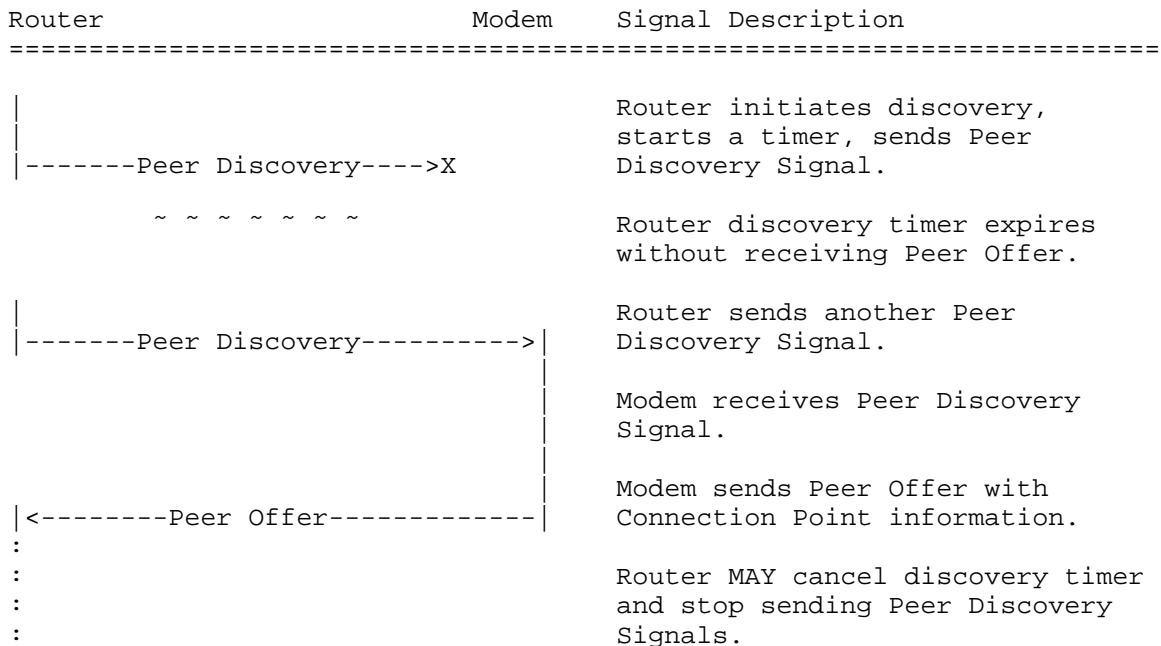 Router                       Modem    Signal Description
========================================================================

|                                     Router initiates discovery,
|                                     starts a timer, sends Peer
|-------Peer Discovery---->X          Discovery Signal.

         ~ ~ ~ ~ ~ ~ ~                Router discovery timer expires
                                      without receiving Peer Offer.

|                                     Router sends another Peer
|-------Peer Discovery---------->|    Discovery Signal.
                                 |
                                 |    Modem receives Peer Discovery
                                 |    Signal.
                                 |
                                 |    Modem sends Peer Offer with
|<--------Peer Offer-------------|    Connection Point information.
:
:                                     Router MAY cancel discovery timer
:                                     and stop sending Peer Discovery
:                                     Signals.